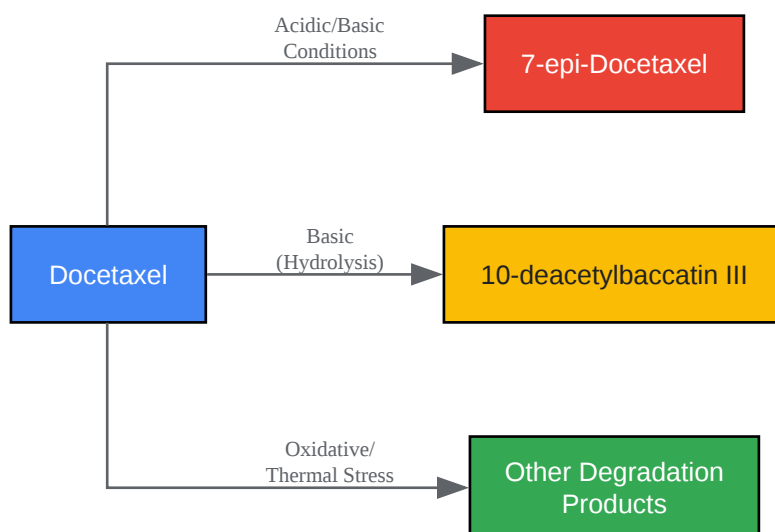 Acidic/Basic
Conditions
7-epi-Docetaxel
Docetaxel
Basic
(Hydrolysis)
10-deacetylbaccatin III
Oxidative/
Thermal Stress
Other Degradation
Products